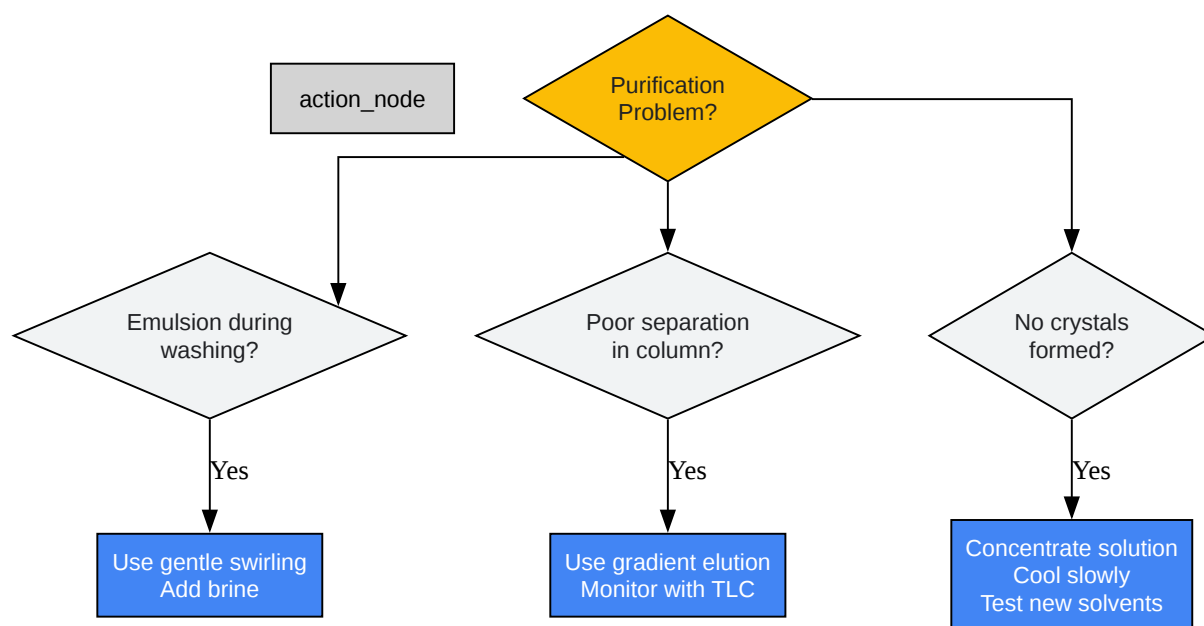 action_node
Purification
Problem?
Emulsion during
washing?
Poor separation
in column?
No crystals
formed?
Yes
Yes
Yes
Use gentle swirling
Add brine
Use gradient elution
Monitor with TLC
Concentrate solution
Cool slowly
Test new solvents